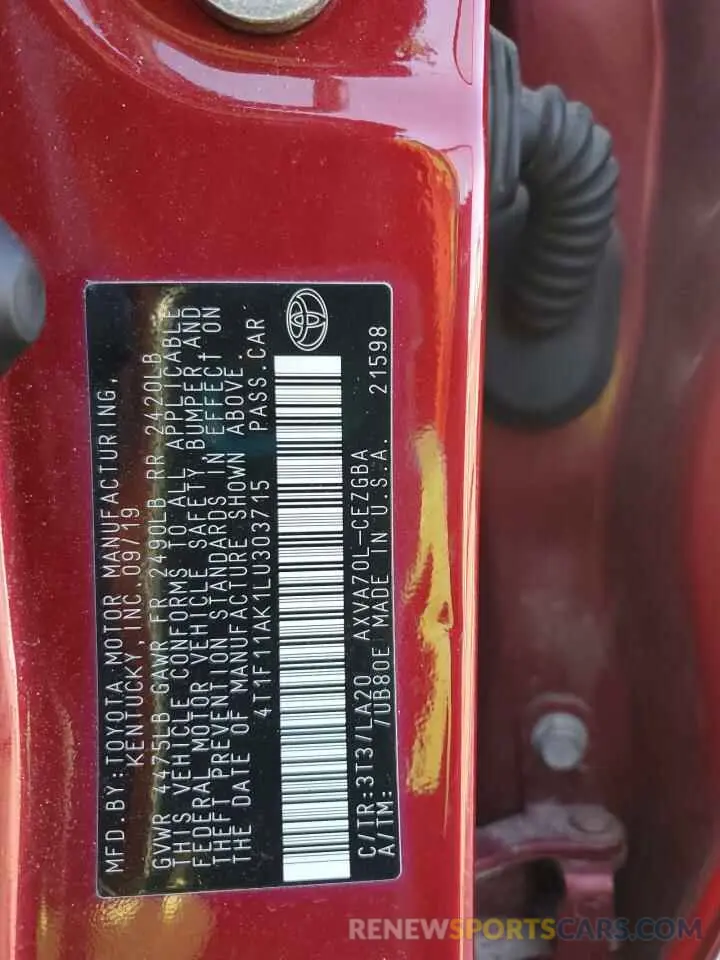 MFD. BY: TOYOTA MOTOR MANUFACTURING,
KENTUCKY, INC. 09/19
GVWR 4475LB GAWR FR 2490LB RR 2420LB
THIS VEHICLE CONFORMS TO ALL APPLICABLE
FEDERAL MOTOR VEHICLE SAFETY, BUMPER AND
THEFT PREVENTION STANDARDS IN EFFECT ON
THE DATE OF MANUFACTURE SHOWN ABOVE.
4T1F11AK1LU303715 PASS.CAR
C/TR:3T3/LA20 AXVA70L-CEZGBA
A/TM: /UB80E MADE IN U.S.A. 21598
RENEWSPORTSCARS.COM